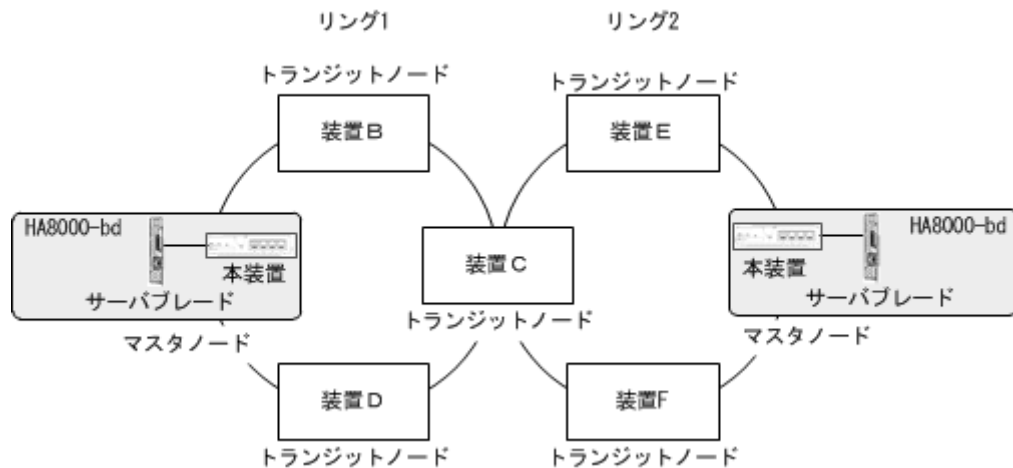 リング1
リング2
トランジットノード
トランジットノード
装置B
装置E
HA8000-bd
本装置
サーバブレード
マスタノード
装置C
トランジットノード
HA8000-bd
本装置
サーバブレード
マスタノード
装置D
装置F
トランジットノード
トランジットノード